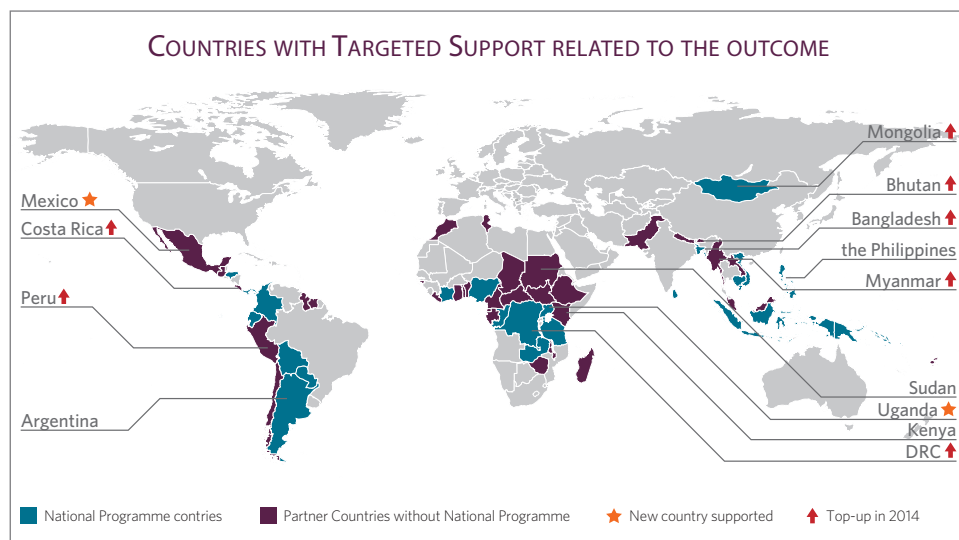 COUNTRIES WITH TARGETED SUPPORT RELATED TO THE OUTCOME
Mexico
Costa Rica
Peru
Argentina
Mongolia
Bhutan
Bangladesh
the Philippines
Myanmar
Sudan
Uganda
Kenya
DRC
National Programme contries
Partner Countries without National Programme
New country supported
Top-up in 2014